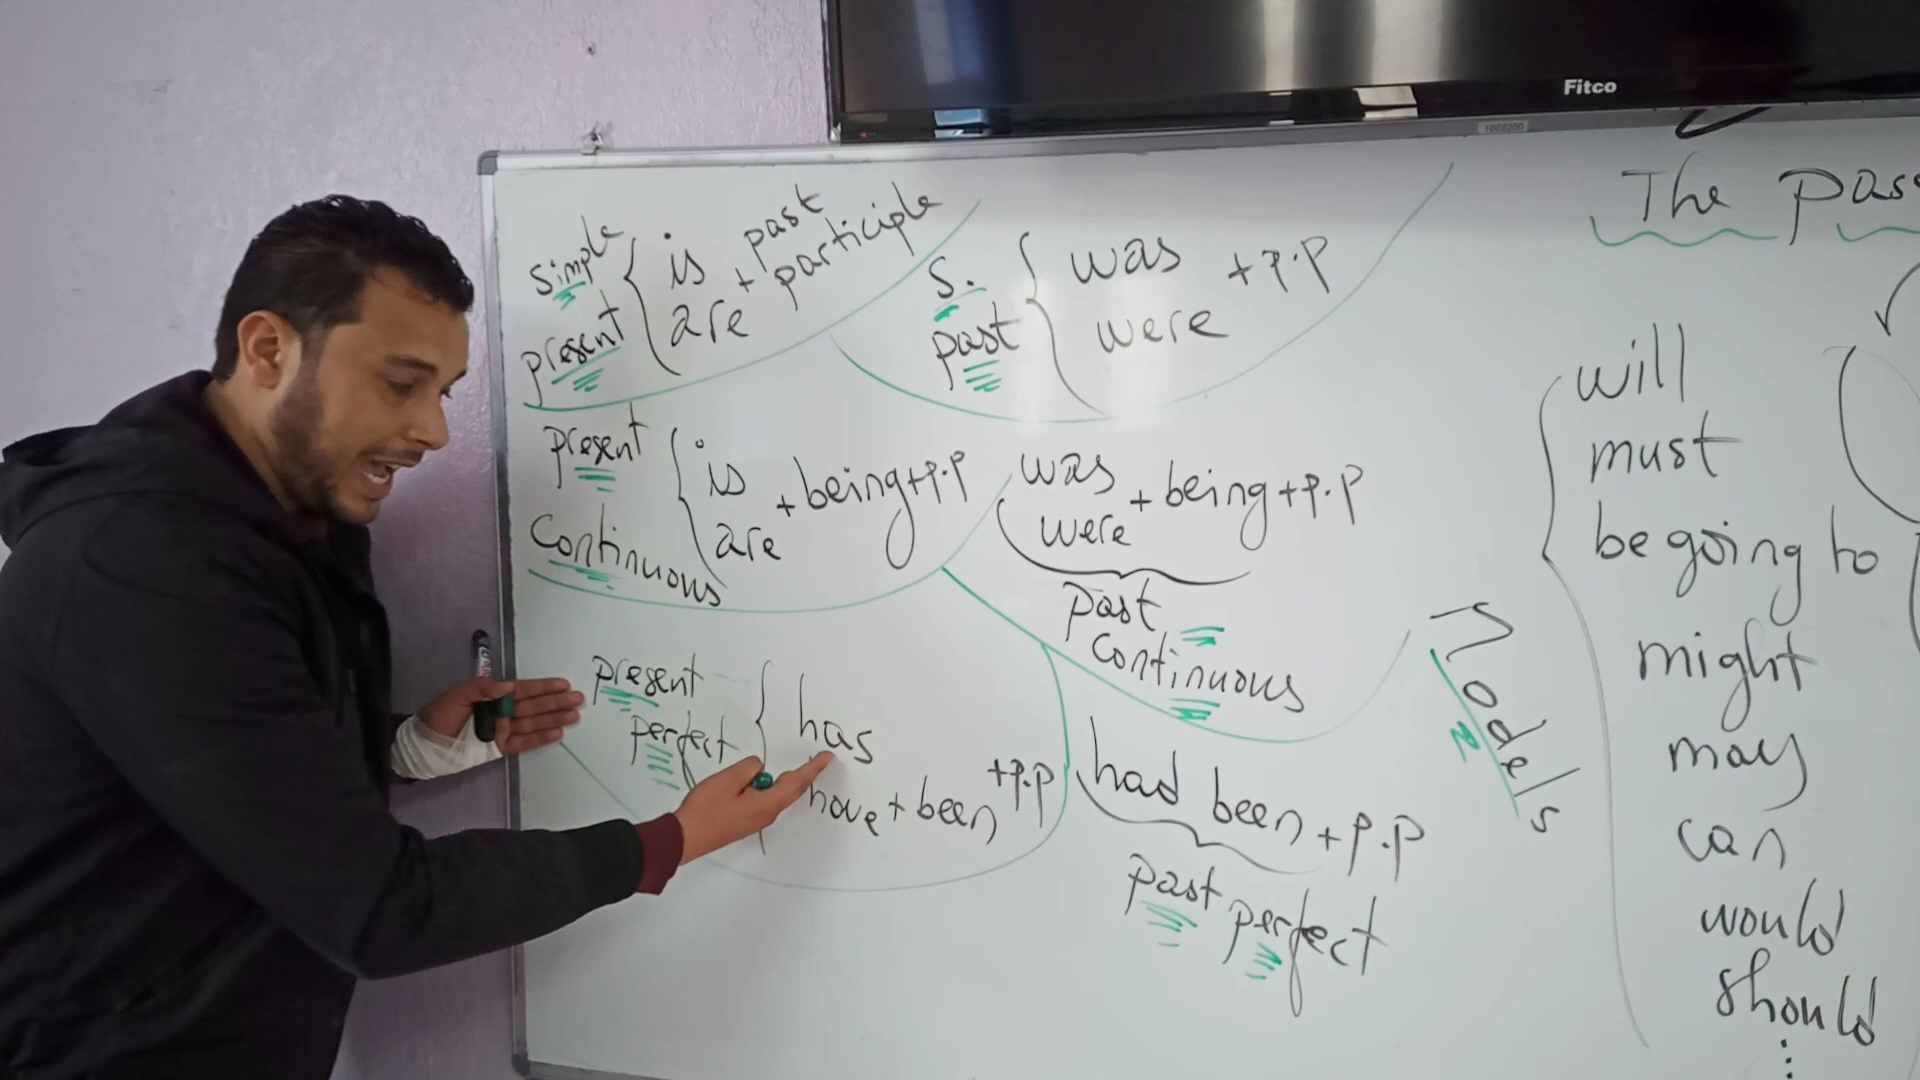 Fitco
100X200
The Pas
simple
present
is
are
+ past
participle
S.
past
was
were
+ p.p
present
Continuous
is
are
+ being + p.p
was
were
+ being + p.p
past
continuous
present
perfect
has
have + been + p.p
had been + p.p
past perfect
Models
will
must
be going to
might
may
can
would
should
...